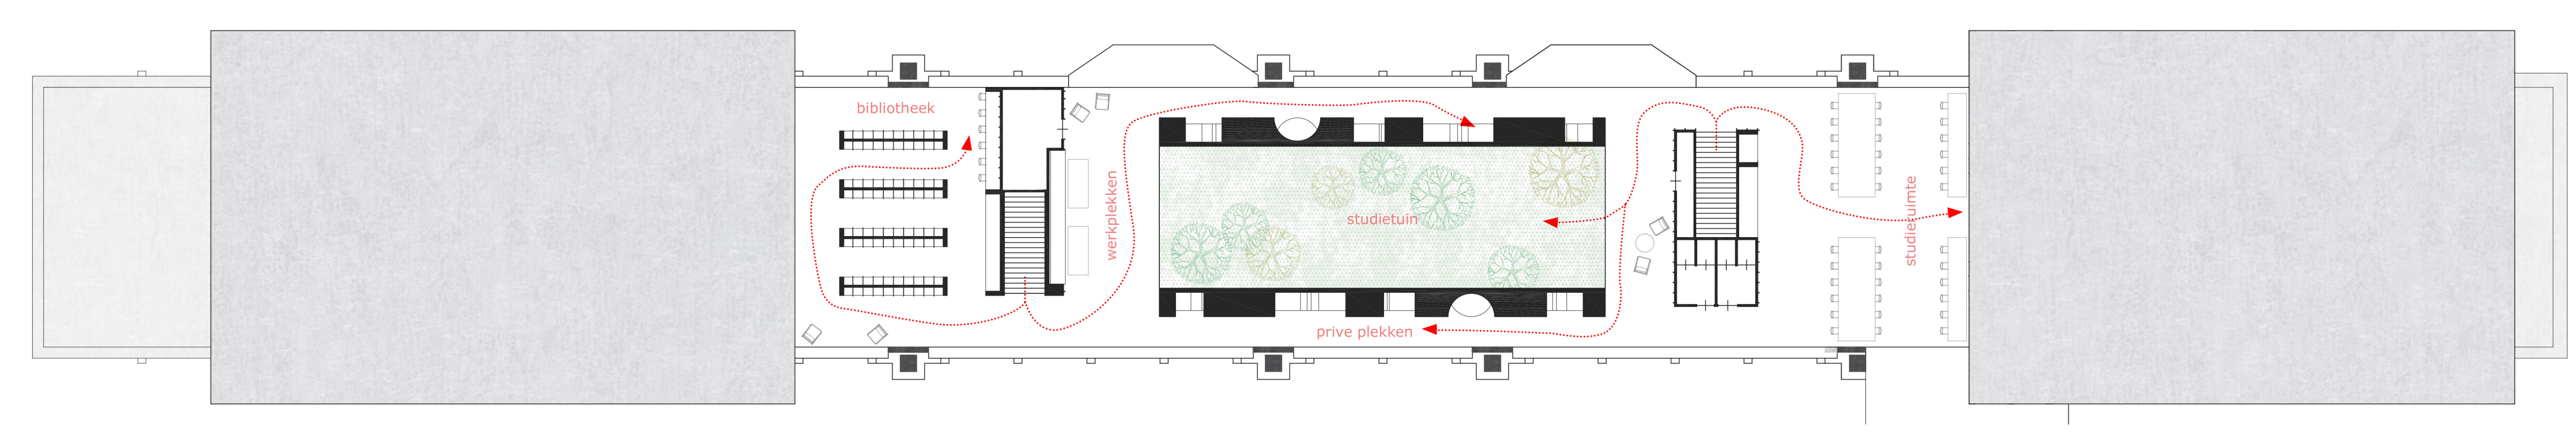 bibliotheek
werkplekken
studietuin
prive plekken
studieruimte